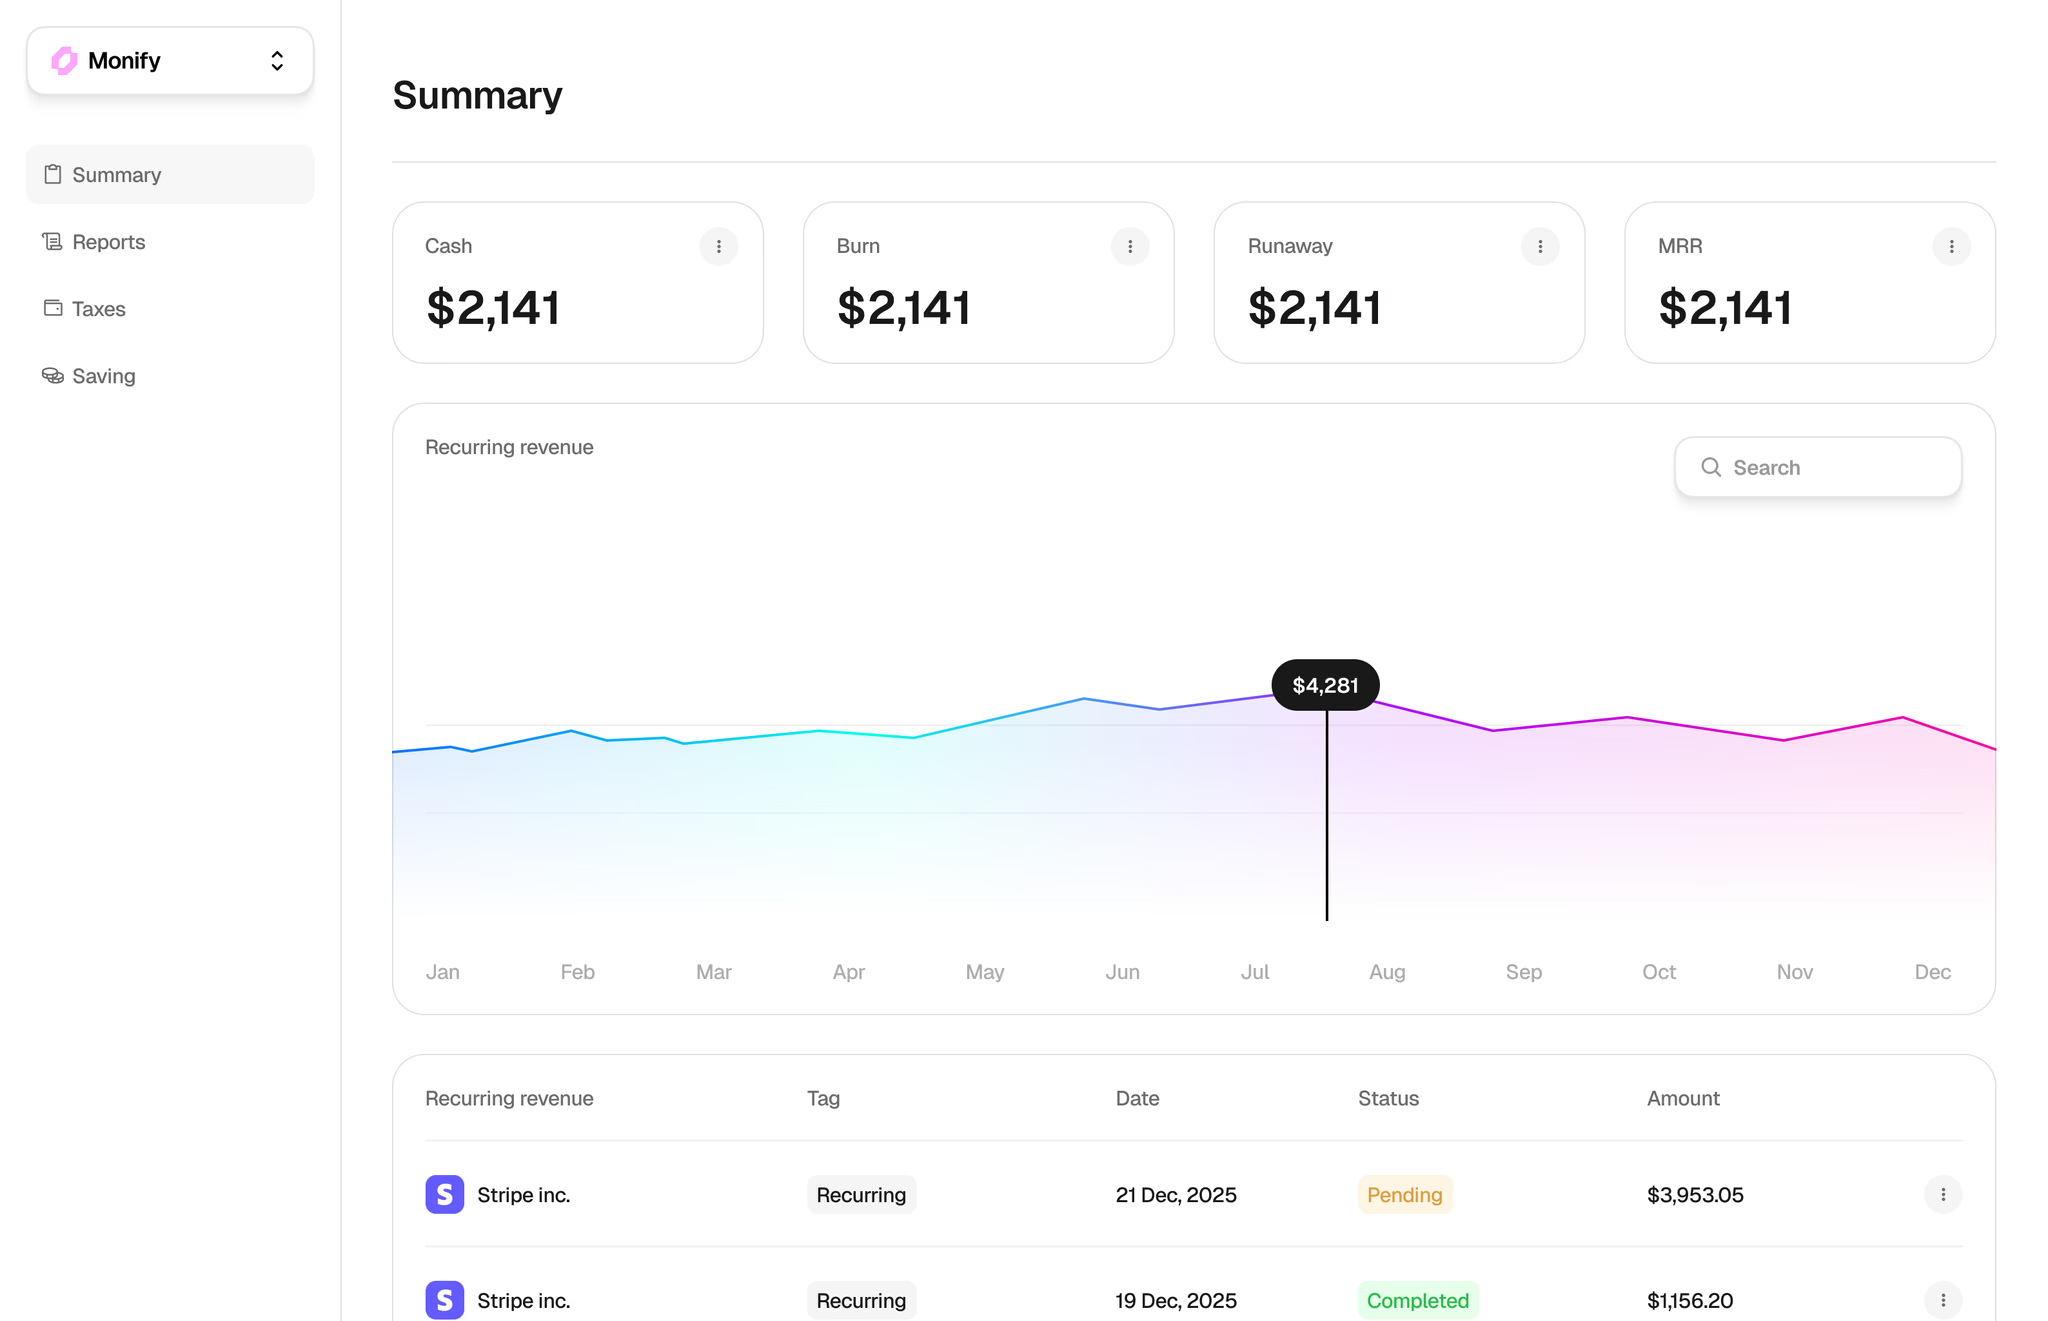 Monify
Summary
Reports
Taxes
Saving
Summary
Cash
$2,141
Burn
$2,141
Runaway
$2,141
MRR
$2,141
Recurring revenue
Search
$4,281
Jan Feb Mar Apr May Jun Jul Aug Sep Oct Nov Dec
Recurring revenue Tag Date Status Amount
S Stripe inc. Recurring 21 Dec, 2025 Pending $3,953.05
S Stripe inc. Recurring 19 Dec, 2025 Completed $1,156.20